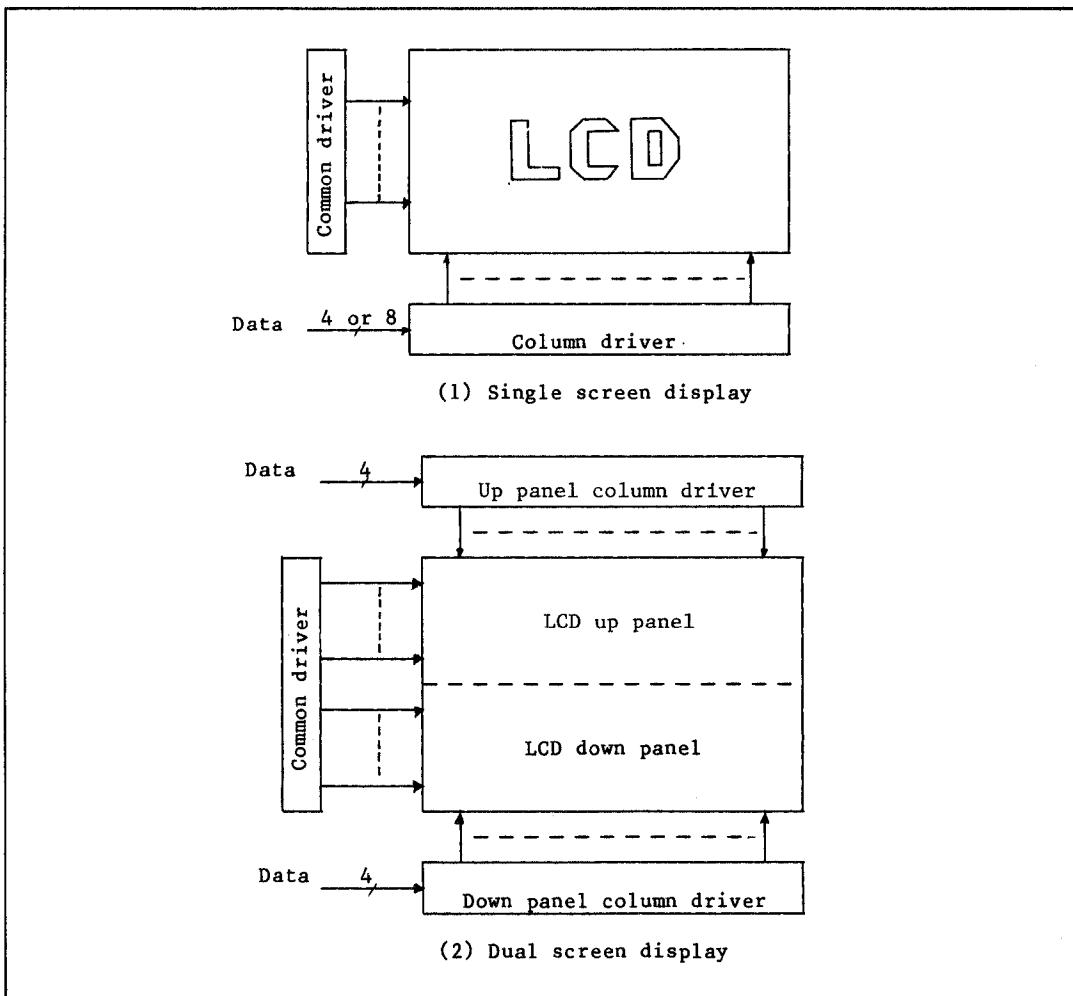 Common driver
LCD
Data
4 or 8
Column driver
(1) Single screen display
Data
4
Up panel column driver
Common driver
LCD up panel
LCD down panel
Data
4
Down panel column driver
(2) Dual screen display